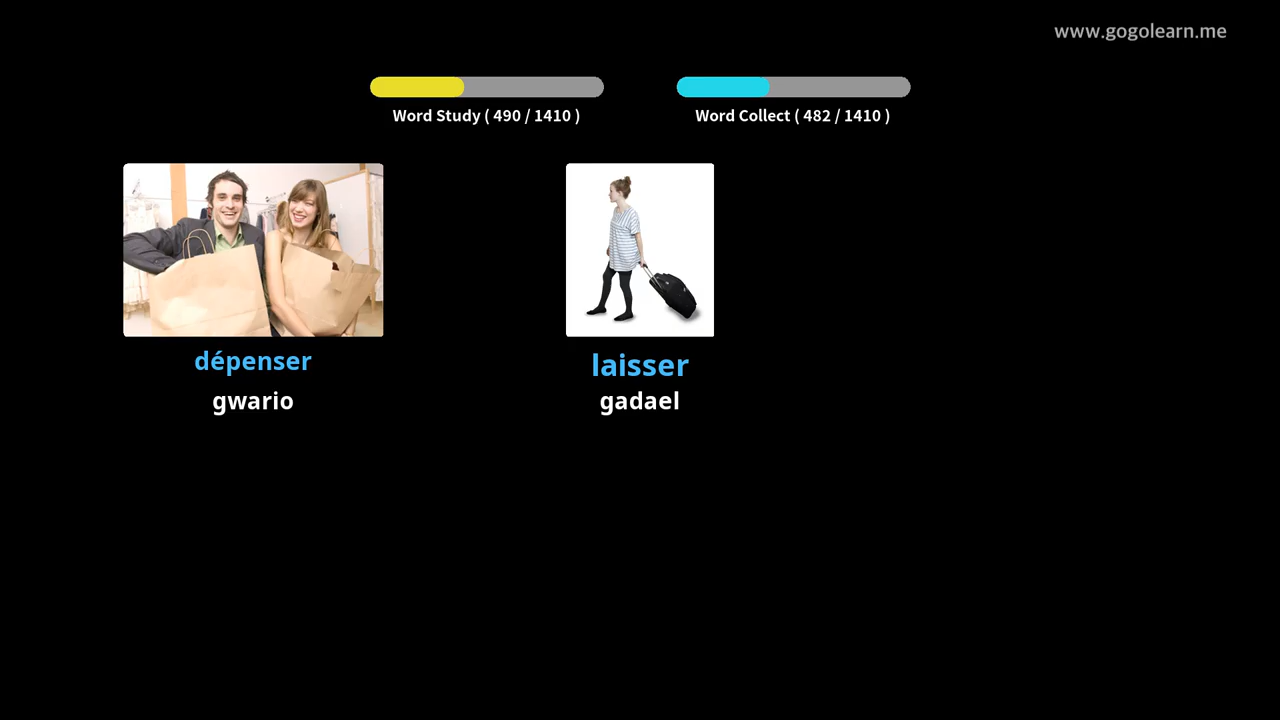 www.gogolearn.me
Word Study ( 490 / 1410 )
Word Collect ( 482 / 1410 )
dépenser
gwario
laisser
gadael